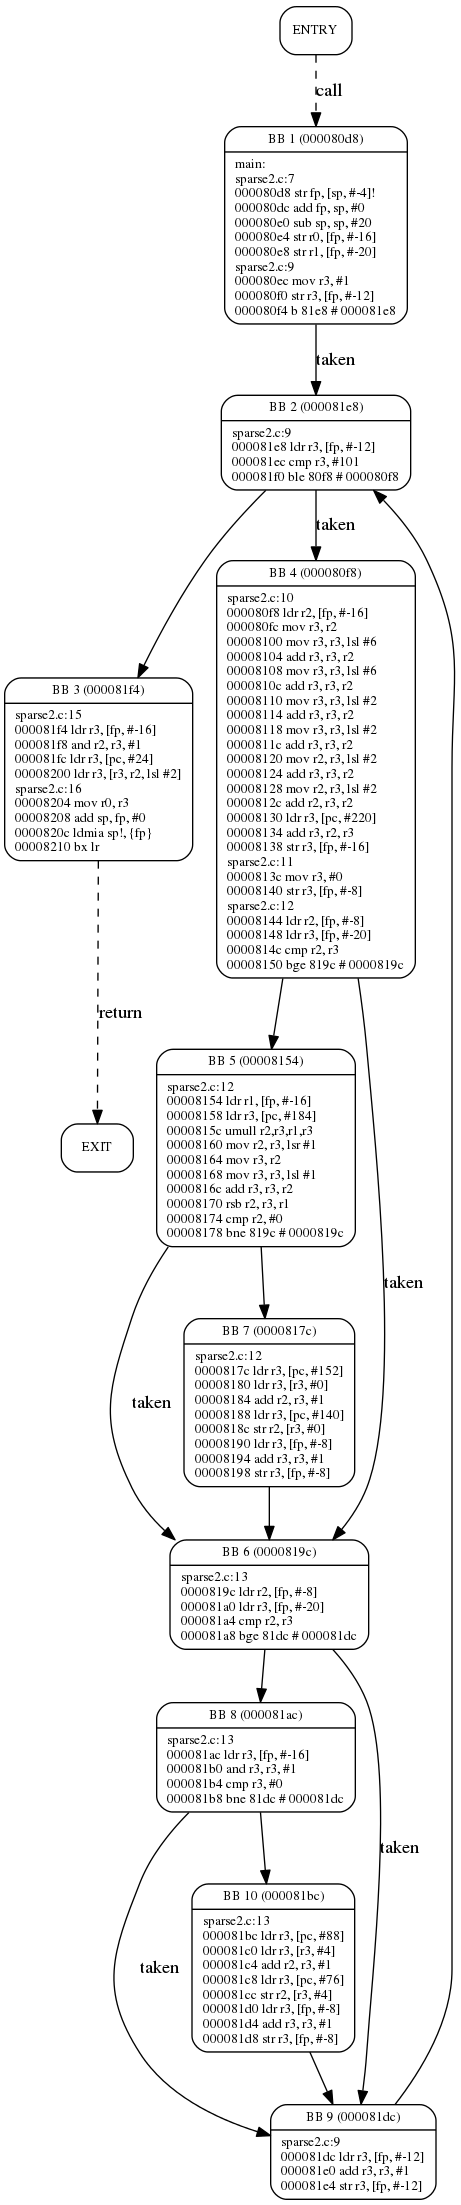 ENTRY
call
BB 1 (000080d8)
main:
sparse2.c:7
000080d8 str fp, [sp, #-4]!
000080dc add fp, sp, #0
000080e0 sub sp, sp, #20
000080e4 str r0, [fp, #-16]
000080e8 str r1, [fp, #-20]
sparse2.c:9
000080ec mov r3, #1
000080f0 str r3, [fp, #-12]
000080f4 b 81e8 # 000081e8
taken
BB 2 (000081e8)
sparse2.c:9
000081e8 ldr r3, [fp, #-12]
000081ec cmp r3, #101
000081f0 ble 80f8 # 000080f8
taken
BB 4 (000080f8)
sparse2.c:10
000080f8 ldr r2, [fp, #-16]
000080fc mov r3, r2
00008100 mov r3, r3, lsl #6
00008104 add r3, r3, r2
00008108 mov r3, r3, lsl #6
0000810c add r3, r3, r2
00008110 mov r3, r3, lsl #2
00008114 add r3, r3, r2
00008118 mov r3, r3, lsl #2
0000811c add r3, r3, r2
00008120 mov r2, r3, lsl #2
00008124 add r3, r3, r2
00008128 mov r2, r3, lsl #2
0000812c add r2, r3, r2
00008130 ldr r3, [pc, #220]
00008134 add r3, r2, r3
00008138 str r3, [fp, #-16]
sparse2.c:11
0000813c mov r3, #0
00008140 str r3, [fp, #-8]
sparse2.c:12
00008144 ldr r2, [fp, #-8]
00008148 ldr r3, [fp, #-20]
0000814c cmp r2, r3
00008150 bge 819c # 0000819c
BB 3 (000081f4)
sparse2.c:15
000081f4 ldr r3, [fp, #-16]
000081f8 and r2, r3, #1
000081fc ldr r3, [pc, #24]
00008200 ldr r3, [r3, r2, lsl #2]
sparse2.c:16
00008204 mov r0, r3
00008208 add sp, fp, #0
0000820c ldmia sp!, {fp}
00008210 bx lr
return
EXIT
BB 5 (00008154)
sparse2.c:12
00008154 ldr r1, [fp, #-16]
00008158 ldr r3, [pc, #184]
0000815c umull r2,r3,r1,r3
00008160 mov r2, r3, lsr #1
00008164 mov r3, r2
00008168 mov r3, r3, lsl #1
0000816c add r3, r3, r2
00008170 rsb r2, r3, r1
00008174 cmp r2, #0
00008178 bne 819c # 0000819c
taken
BB 7 (0000817c)
sparse2.c:12
0000817c ldr r3, [pc, #152]
00008180 ldr r3, [r3, #0]
00008184 add r2, r3, #1
00008188 ldr r3, [pc, #140]
0000818c str r2, [r3, #0]
00008190 ldr r3, [fp, #-8]
00008194 add r3, r3, #1
00008198 str r3, [fp, #-8]
taken
BB 6 (0000819c)
sparse2.c:13
0000819c ldr r2, [fp, #-8]
000081a0 ldr r3, [fp, #-20]
000081a4 cmp r2, r3
000081a8 bge 81dc # 000081dc
BB 8 (000081ac)
sparse2.c:13
000081ac ldr r3, [fp, #-16]
000081b0 and r3, r3, #1
000081b4 cmp r3, #0
000081b8 bne 81dc # 000081dc
taken
BB 10 (000081bc)
sparse2.c:13
000081bc ldr r3, [pc, #88]
000081c0 ldr r3, [r3, #4]
000081c4 add r2, r3, #1
000081c8 ldr r3, [pc, #76]
000081cc str r2, [r3, #4]
000081d0 ldr r3, [fp, #-8]
000081d4 add r3, r3, #1
000081d8 str r3, [fp, #-8]
taken
BB 9 (000081dc)
sparse2.c:9
000081dc ldr r3, [fp, #-12]
000081e0 add r3, r3, #1
000081e4 str r3, [fp, #-12]